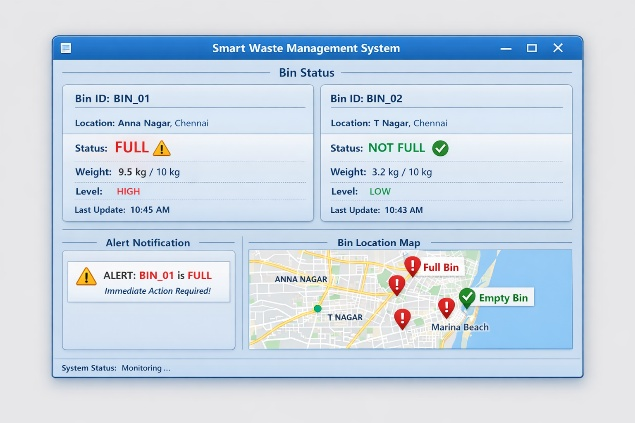 Smart Waste Management System
Bin Status
Bin ID: BIN_01
Location: Anna Nagar, Chennai
Status: FULL
Weight: 9.5 kg / 10 kg
Level: HIGH
Last Update: 10:45 AM
Bin ID: BIN_02
Location: T Nagar, Chennai
Status: NOT FULL
Weight: 3.2 kg / 10 kg
Level: LOW
Last Update: 10:43 AM
Alert Notification
ALERT: BIN_01 is FULL
Immediate Action Required!
Bin Location Map
Full Bin
ANNA NAGAR
Empty Bin
T NAGAR
Marina Beach
System Status: Monitoring ...